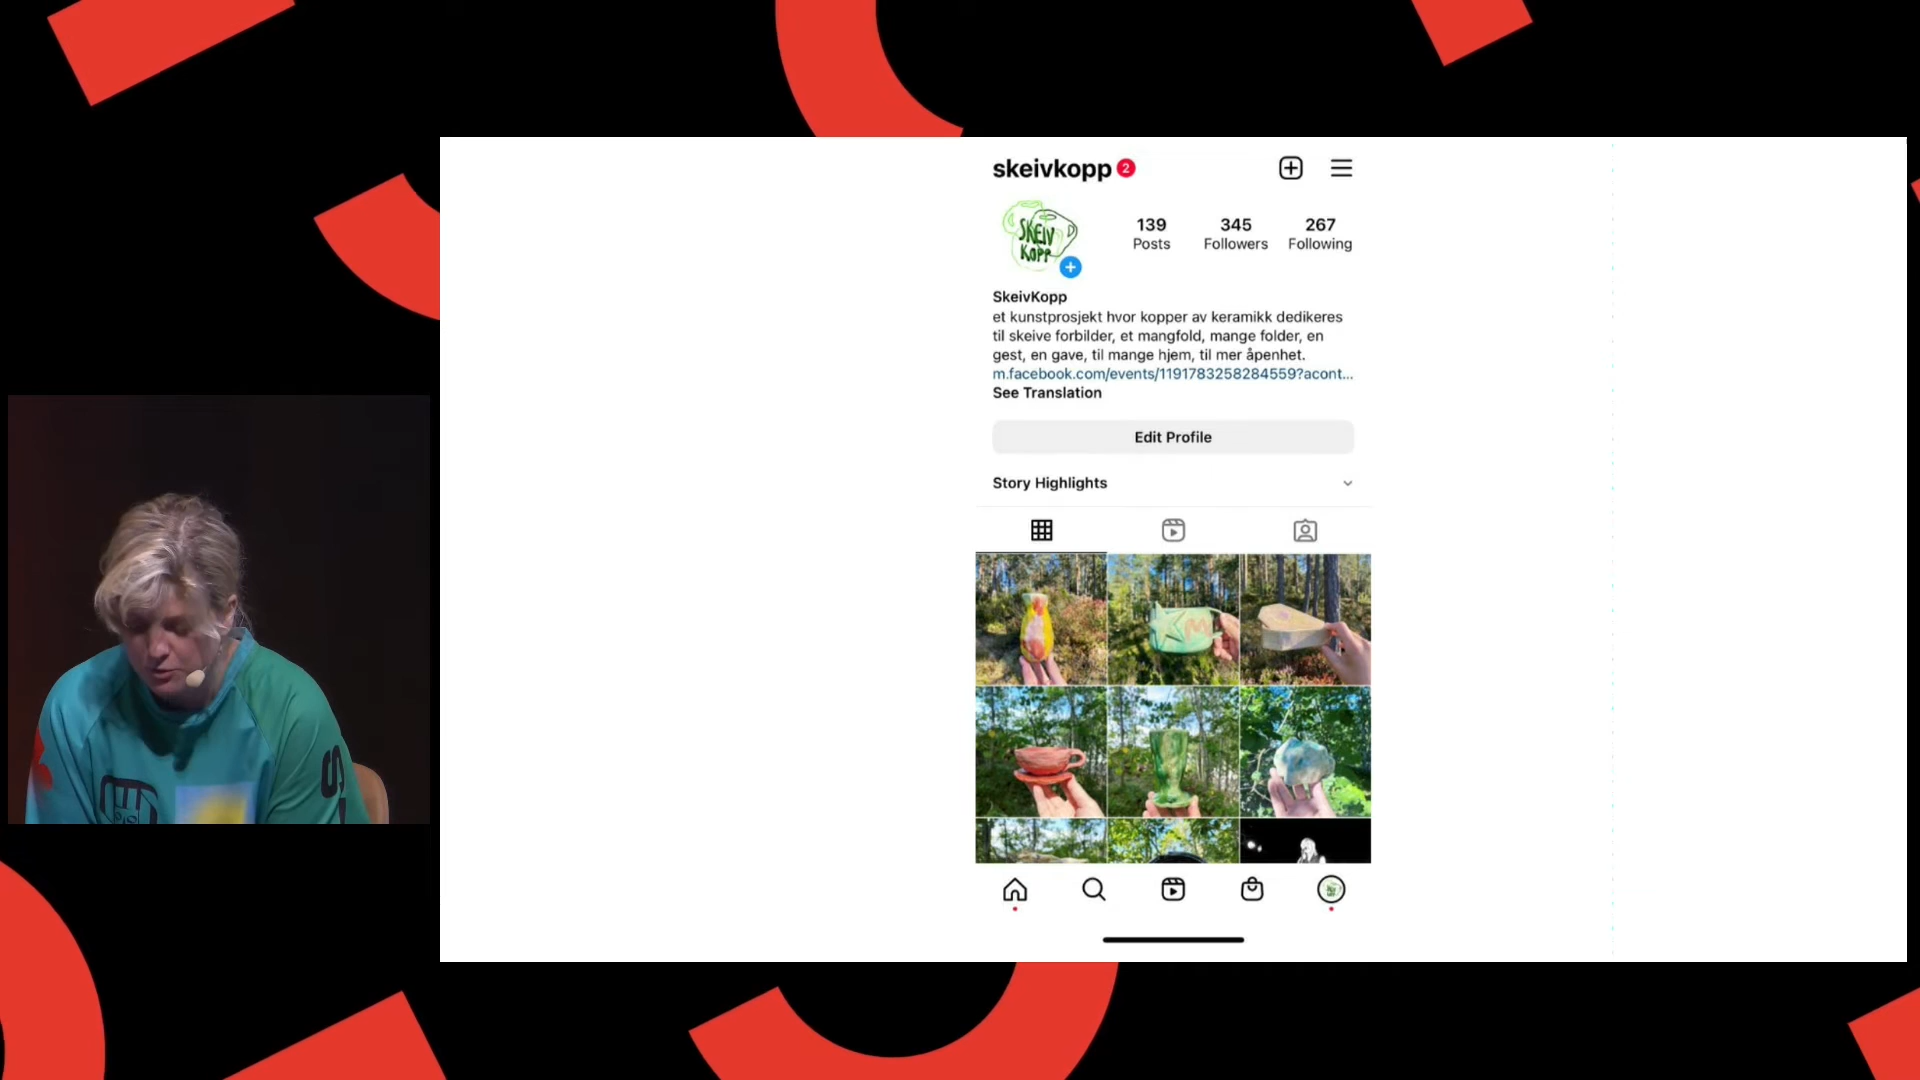 skeivkopp 2
SKEIV
KOPP
139
Posts
345
Followers
267
Following
SkeivKopp
et kunstprosjekt hvor kopper av keramikk dedikeres
til skeive forbilder, et mangfold, mange folder, en
gest, en gave, til mange hjem, til mer åpenhet.
m.facebook.com/events/1191783258284559?acont...
See Translation
Edit Profile
Story Highlights